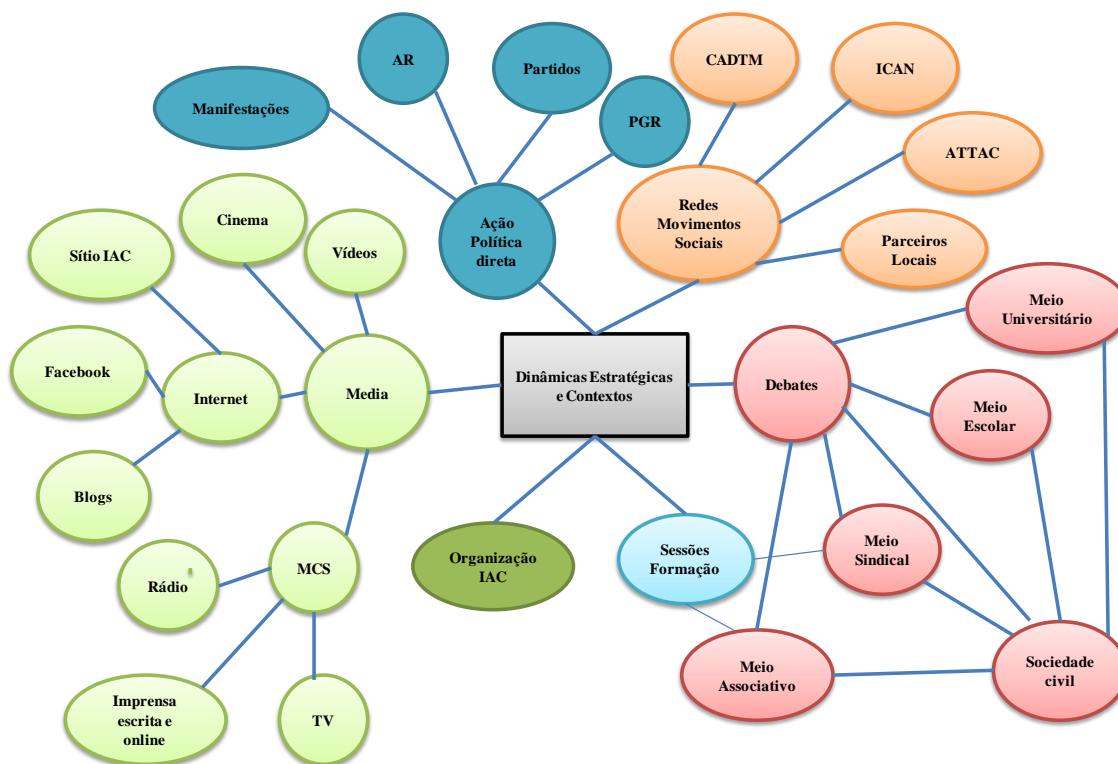 AR
Partidos
CADTM
ICAN
Manifestações
PGR
ATTAC
Cinema
Ação
Política
direta
Redes
Movimentos
Sociais
Sítio IAC
Vídeos
Parceiros
Locais
Meio
Universitário
Facebook
Internet
Media
Dinâmicas Estratégicas
e Contextos
Debates
Meio
Escolar
Blogs
Organização
IAC
Sessões
Formação
Meio
Sindical
Rádio
MCS
Meio
Associativo
Sociedade
civil
Imprensa
escrita e
online
TV